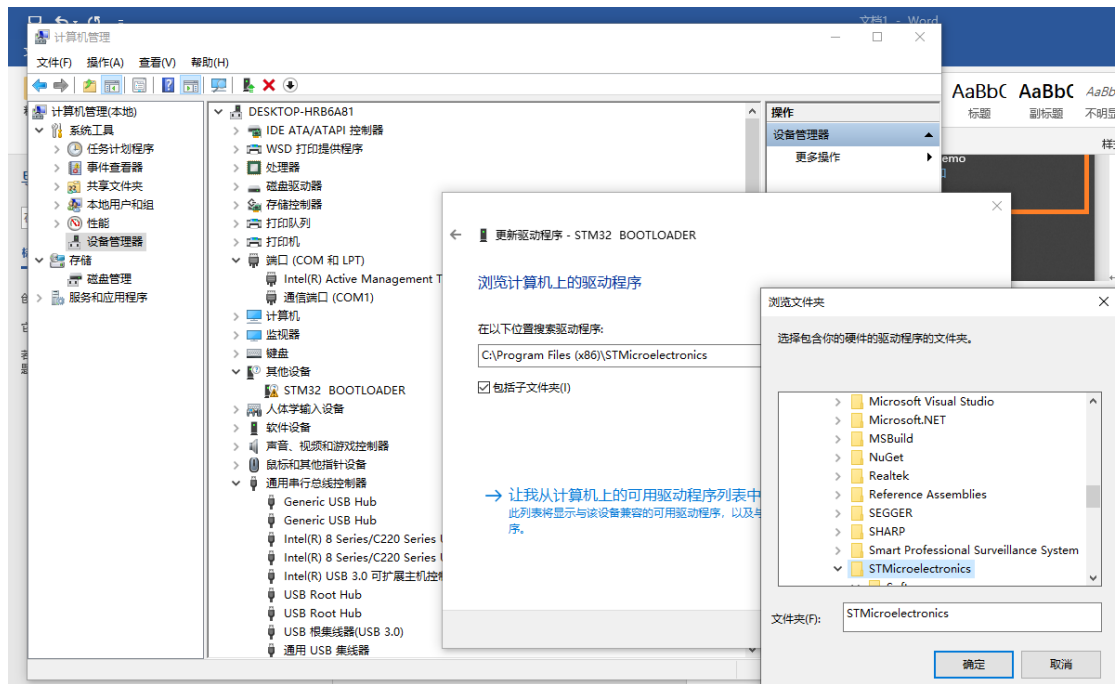 文档1 - Word
计算机管理
文件(F) 操作(A) 查看(V) 帮助(H)
计算机管理(本地)
系统工具
任务计划程序
事件查看器
共享文件夹
本地用户和组
性能
设备管理器
存储
磁盘管理
服务和应用程序
DESKTOP-HRB6A81
IDE ATA/ATAPI 控制器
WSD 打印提供程序
处理器
磁盘驱动器
存储控制器
打印队列
打印机
端口 (COM 和 LPT)
Intel(R) Active Management T
通信端口 (COM1)
计算机
监视器
键盘
其他设备
STM32 BOOTLOADER
人体学输入设备
软件设备
声音、视频和游戏控制器
鼠标和其他指针设备
通用串行总线控制器
Generic USB Hub
Generic USB Hub
Intel(R) 8 Series/C220 Series
Intel(R) 8 Series/C220 Series
Intel(R) USB 3.0 可扩展主机控
USB Root Hub
USB Root Hub
USB 根集线器(USB 3.0)
通用 USB 集线器
操作
设备管理器
更多操作
AaBbC AaBbC AaBb
标题 副标题 不明显
样
emo
更新驱动程序 - STM32 BOOTLOADER
浏览计算机上的驱动程序
在以下位置搜索驱动程序:
C:\Program Files (x86)\STMicroelectronics
包括子文件夹(I)
让我从计算机上的可用驱动程序列表中
此列表将显示与该设备兼容的可用驱动程序，以及与
序。
浏览文件夹
选择包含你的硬件的驱动程序的文件夹。
Microsoft Visual Studio
Microsoft.NET
MSBuild
NuGet
Realtek
Reference Assemblies
SEGGER
SHARP
Smart Professional Surveillance System
STMicroelectronics
文件夹(F): STMicroelectronics
确定 取消